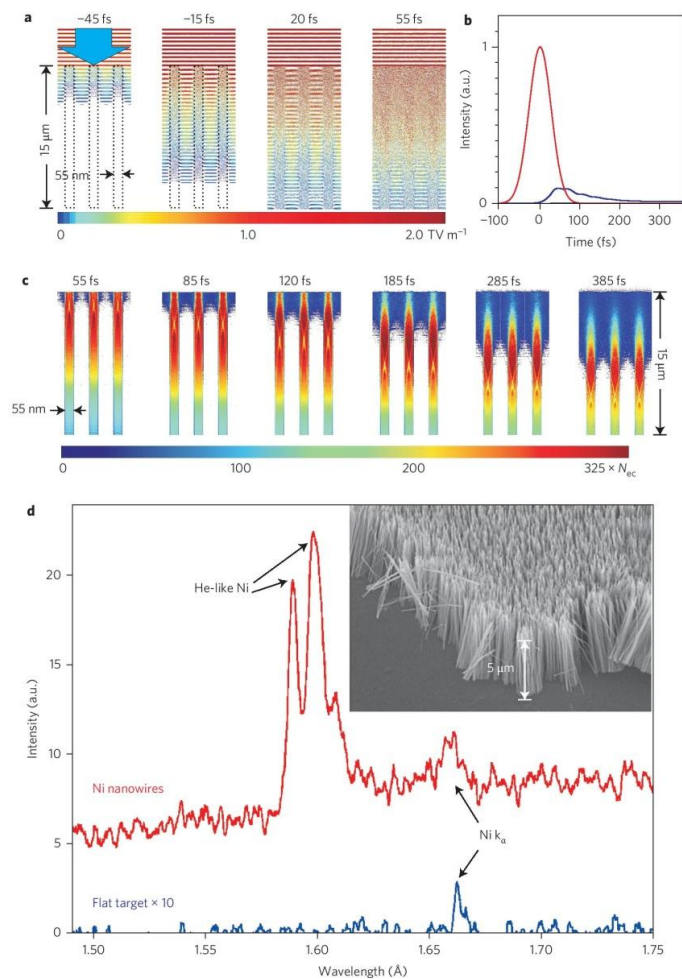 a
−45 fs −15 fs 20 fs 55 fs
15 µm
55 nm
0 1.0 2.0 TV m⁻¹
b
Intensity (a.u.)
1
0
−100 0 100 200 300
Time (fs)
c
55 fs 85 fs 120 fs 185 fs 285 fs 385 fs
55 nm
15 µm
0 100 200 325 × Nec
d
Intensity (a.u.)
20
15
10
5
0
He-like Ni
5 µm
Ni nanowires
Ni kα
Flat target × 10
1.50 1.55 1.60 1.65 1.70 1.75
Wavelength (Å)